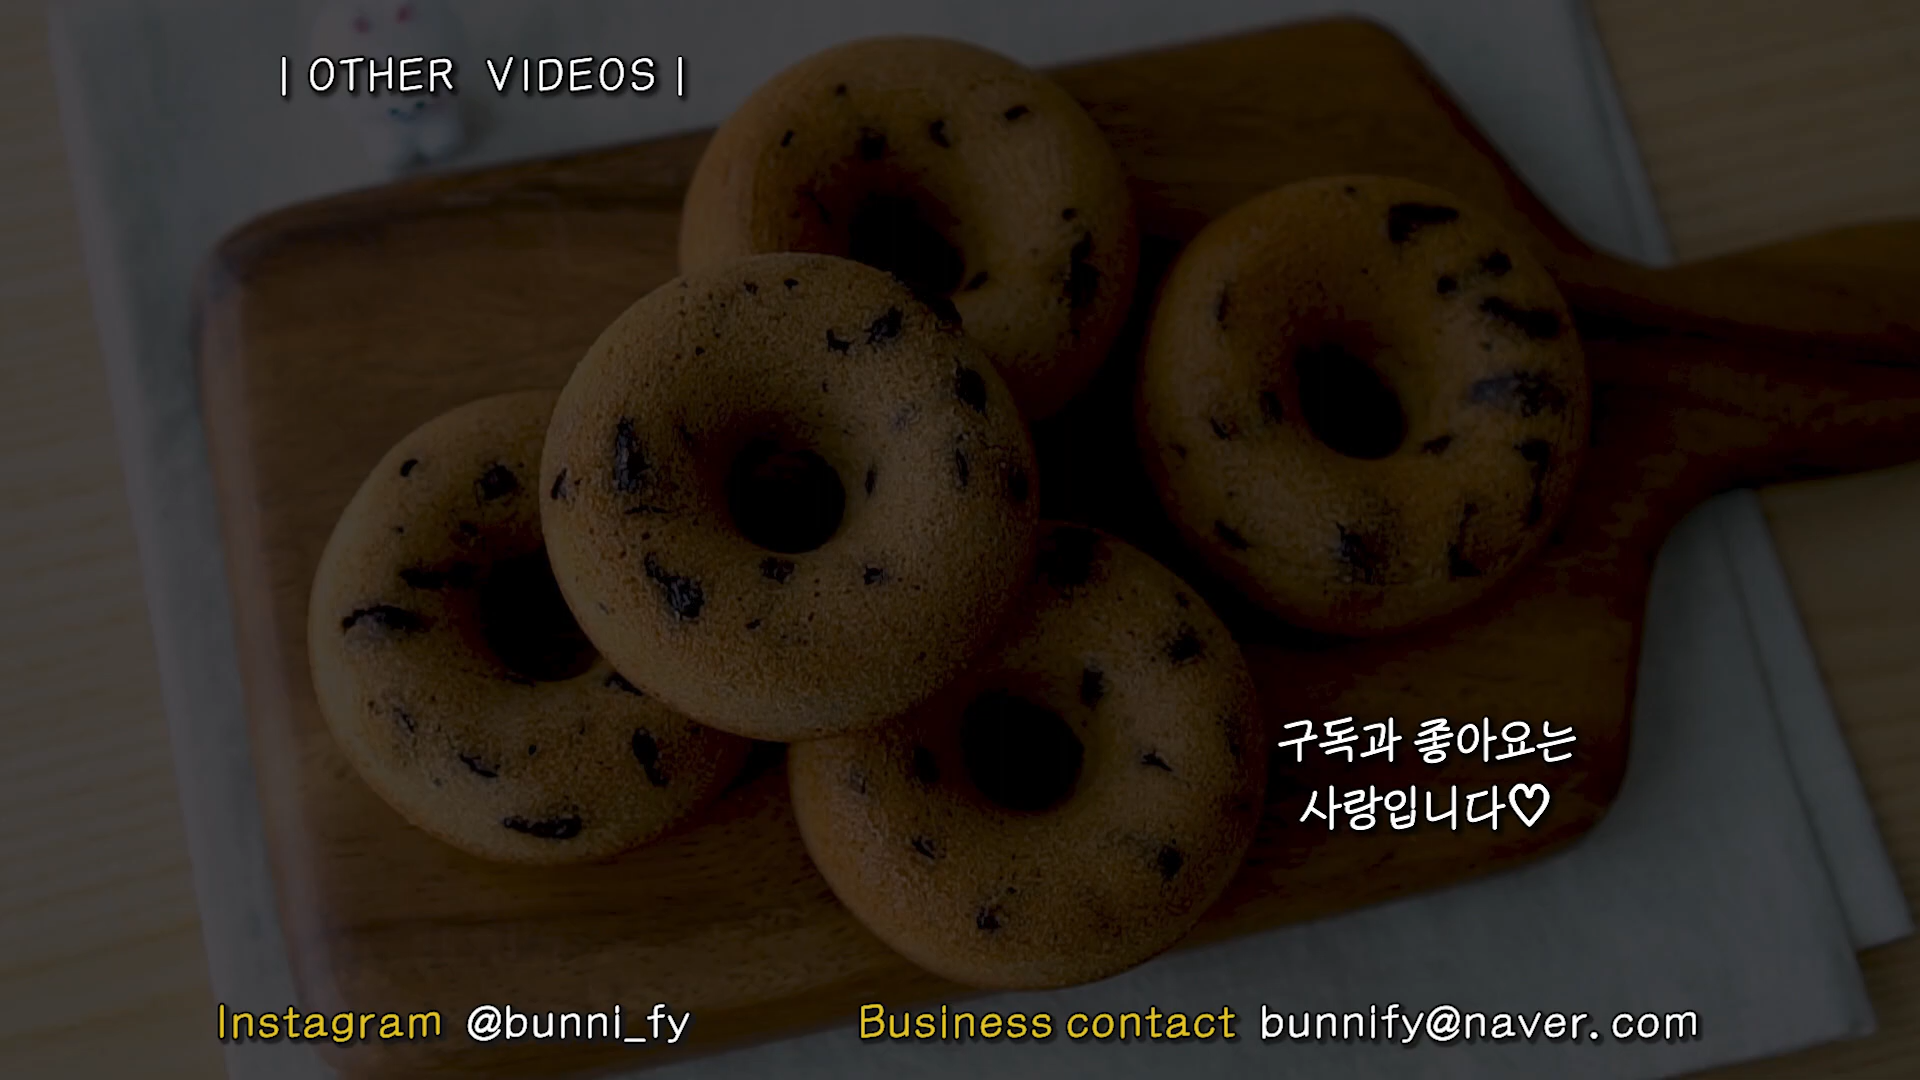 | OTHER VIDEOS |
구독과 좋아요는
사랑입니다♡
Instagram @bunni_fy
Business contact bunnify@naver.com